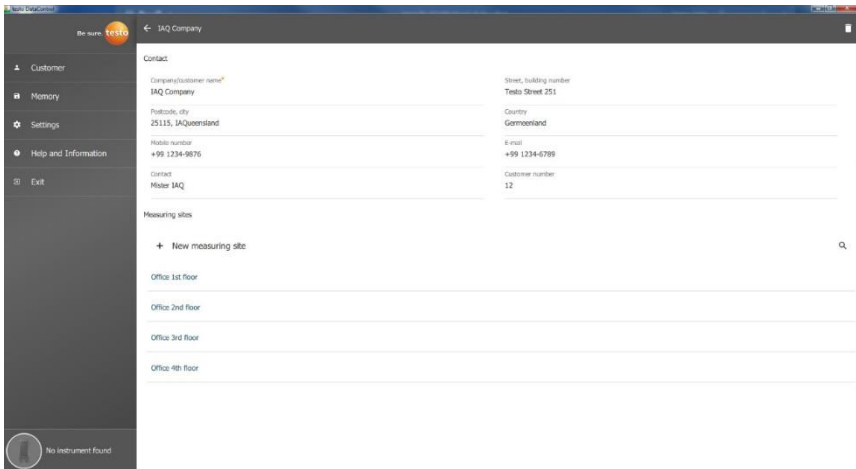 testo DataControl
Be sure. testo
IAQ Company
Customer
Memory
Settings
Help and Information
Exit
No instrument found
Contact
Company/customer name*
IAQ Company
Street, building number
Testo Street 251
Postcode, city
25115, IAQueensland
Country
Germeenland
Mobile number
+99 1234-9876
E-mail
+99 1234-6789
Contact
Mister IAQ
Customer number
12
Measuring sites
+ New measuring site
Office 1st floor
Office 2nd floor
Office 3rd floor
Office 4th floor